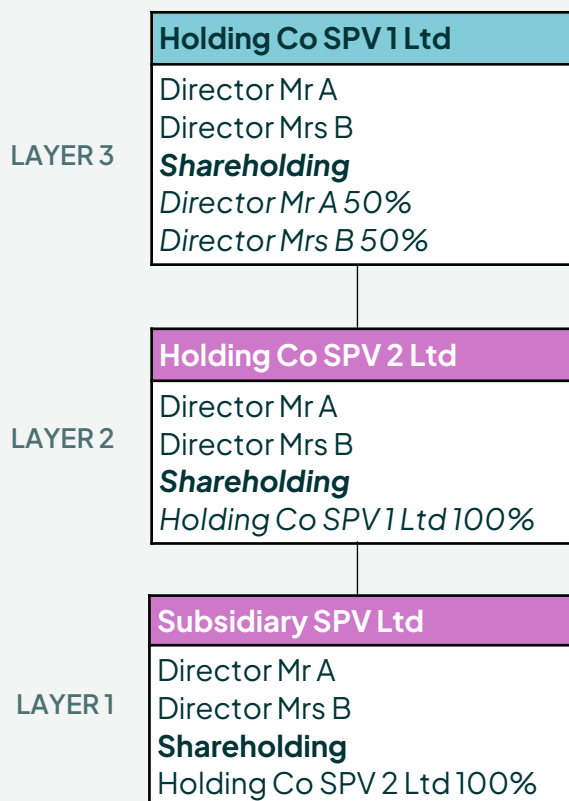 Holding Co SPV 1 Ltd
Director Mr A
Director Mrs B
LAYER 3
Shareholding
Director Mr A 50%
Director Mrs B 50%
Holding Co SPV 2 Ltd
Director Mr A
LAYER 2
Director Mrs B
Shareholding
Holding Co SPV 1 Ltd 100%
Subsidiary SPV Ltd
Director Mr A
LAYER 1
Director Mrs B
Shareholding
Holding Co SPV 2 Ltd 100%